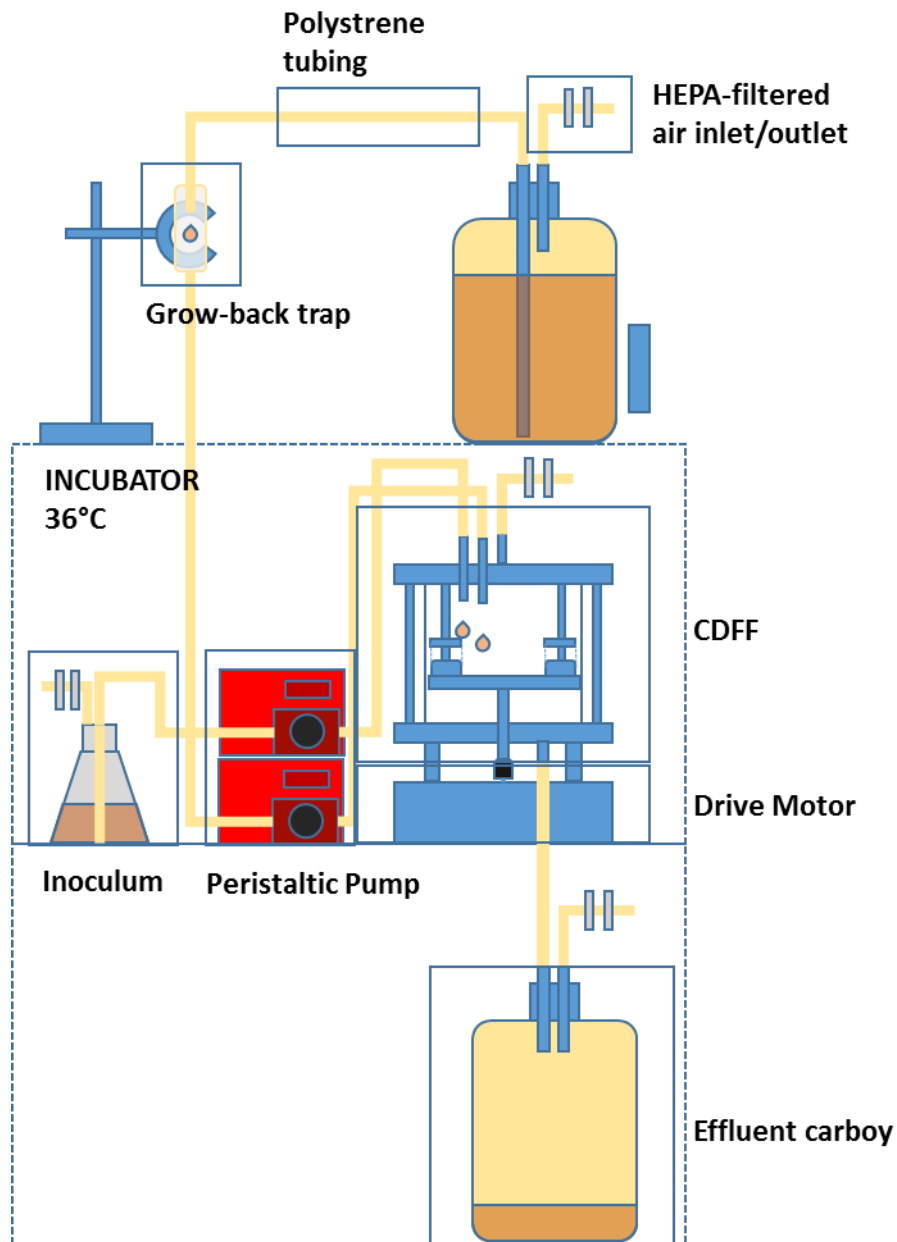 Polystrene
tubing
HEPA-filtered
air inlet/outlet
Grow-back trap
INCUBATOR
36°C
CDFF
Drive Motor
Inoculum
Peristaltic Pump
Effluent carboy